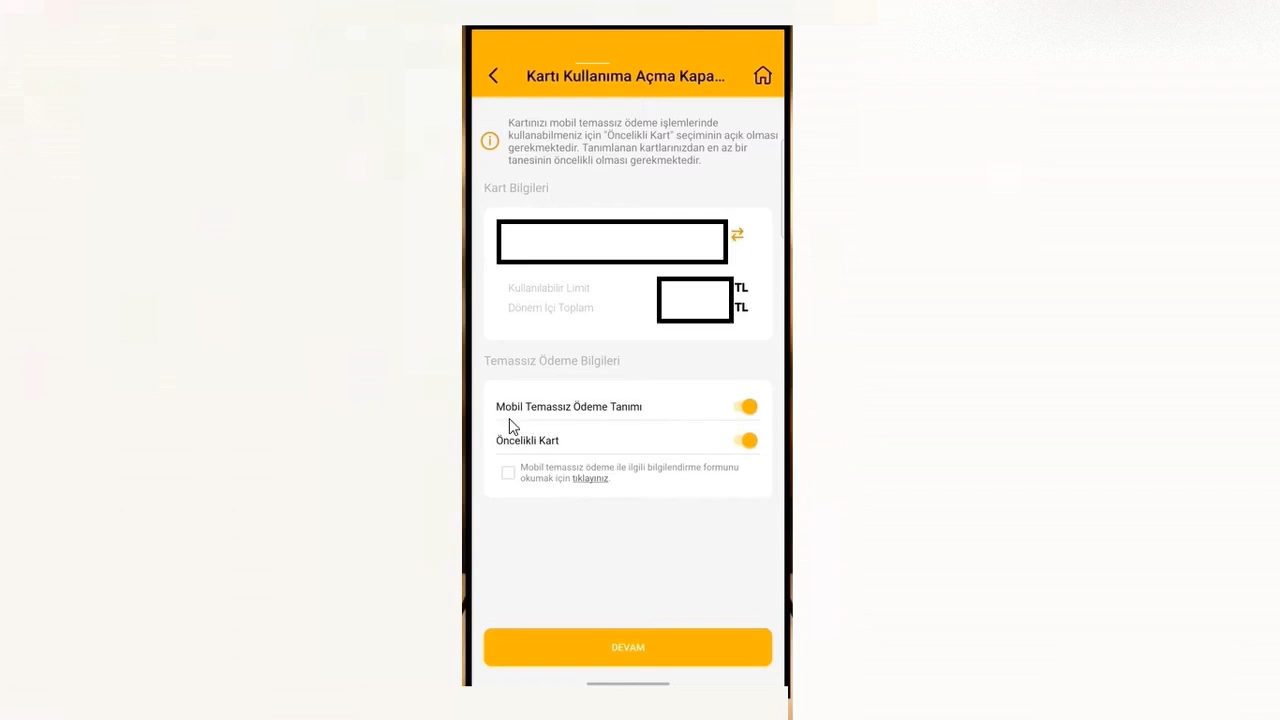 Kartı Kullanıma Açma Kapa...
Kartınızı mobil temassız ödeme işlemlerinde
kullanabilmeniz için "Öncelikli Kart" seçiminin açık olması
gerekmektedir. Tanımlanan kartlarınızdan en az bir
tanesinin öncelikli olması gerekmektedir.
Kart Bilgileri
Kullanılabilir Limit TL
Dönem İçi Toplam TL
Temassız Ödeme Bilgileri
Mobil Temassız Ödeme Tanımı
Öncelikli Kart
Mobil temassız ödeme ile ilgili bilgilendirme formunu
okumak için tıklayınız.
DEVAM